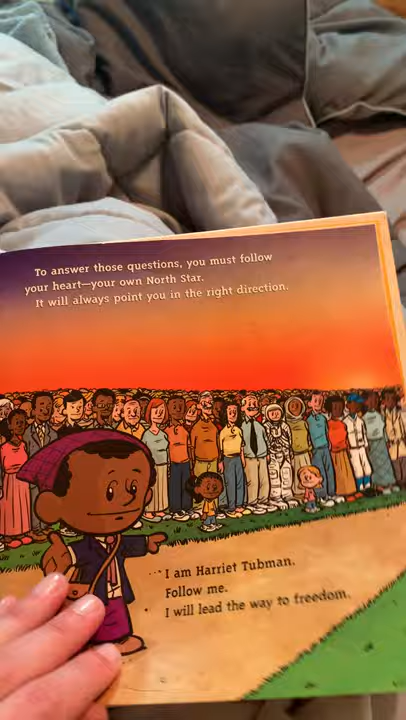 To answer those questions, you must follow
your heart—your own North Star.
It will always point you in the right direction.
I am Harriet Tubman.
Follow me.
I will lead the way to freedom.